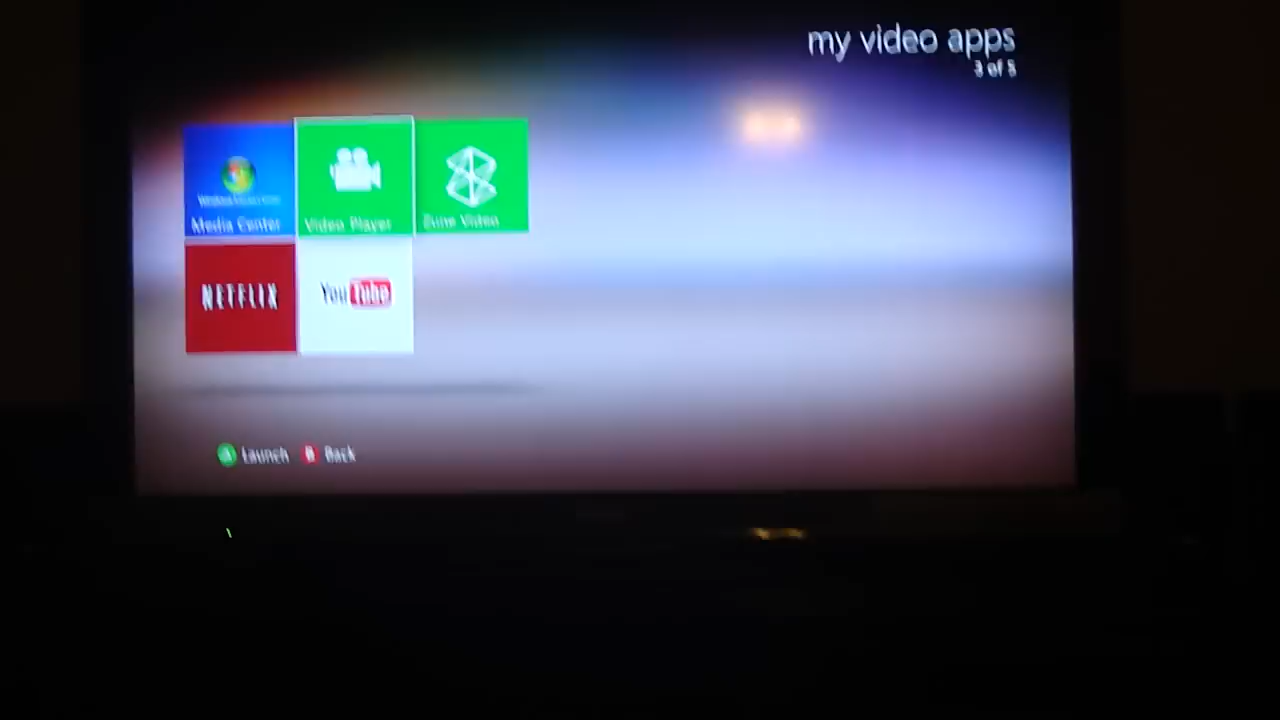 my video apps
3 of 5
Media Center
Video Player
Zune Video
NETFLIX
YouTube
A Launch B Back